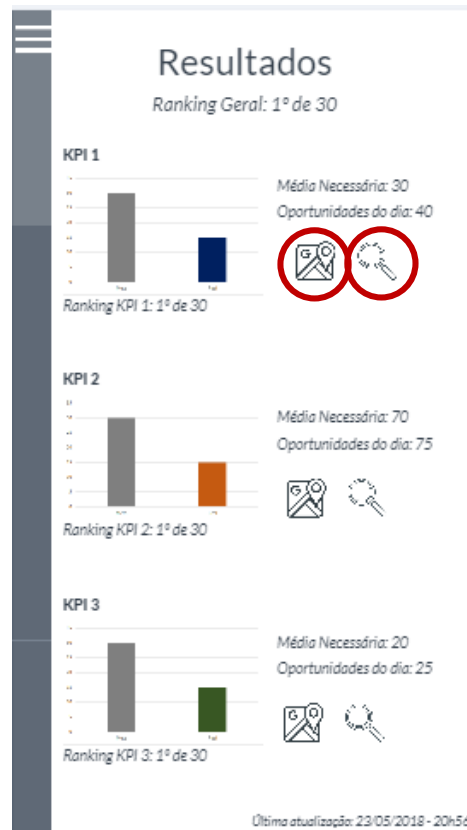 Resultados
Ranking Geral: 1º de 30
KPI 1
Média Necessária: 30
Oportunidades do dia: 40
Ranking KPI 1: 1º de 30
KPI 2
Média Necessária: 70
Oportunidades do dia: 75
Ranking KPI 2: 1º de 30
KPI 3
Média Necessária: 20
Oportunidades do dia: 25
Ranking KPI 3: 1º de 30
Última atualização: 23/05/2018 - 20h56